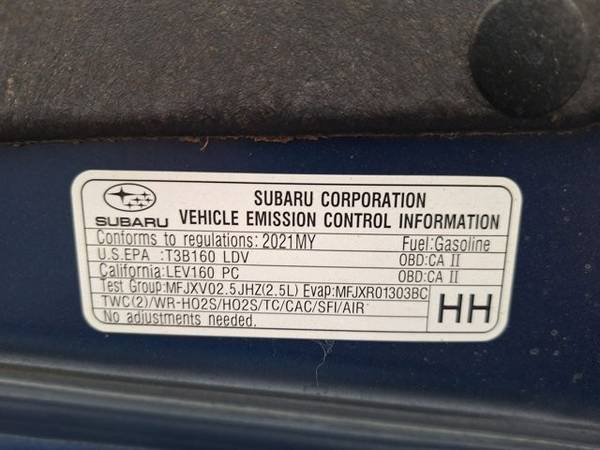 SUBARU
SUBARU CORPORATION
VEHICLE EMISSION CONTROL INFORMATION
Conforms to regulations:2021MY Fuel:Gasoline
U.S.EPA :T3B160 LDV OBD:CA II
California:LEV160 PC OBD:CA II
Test Group:MFJXV02.5JHZ(2.5L) Evap:MFJXR01303BC
TWC(2)/WR-HO2S/HO2S/TC/CAC/SFI/AIR
No adjustments needed.
HH